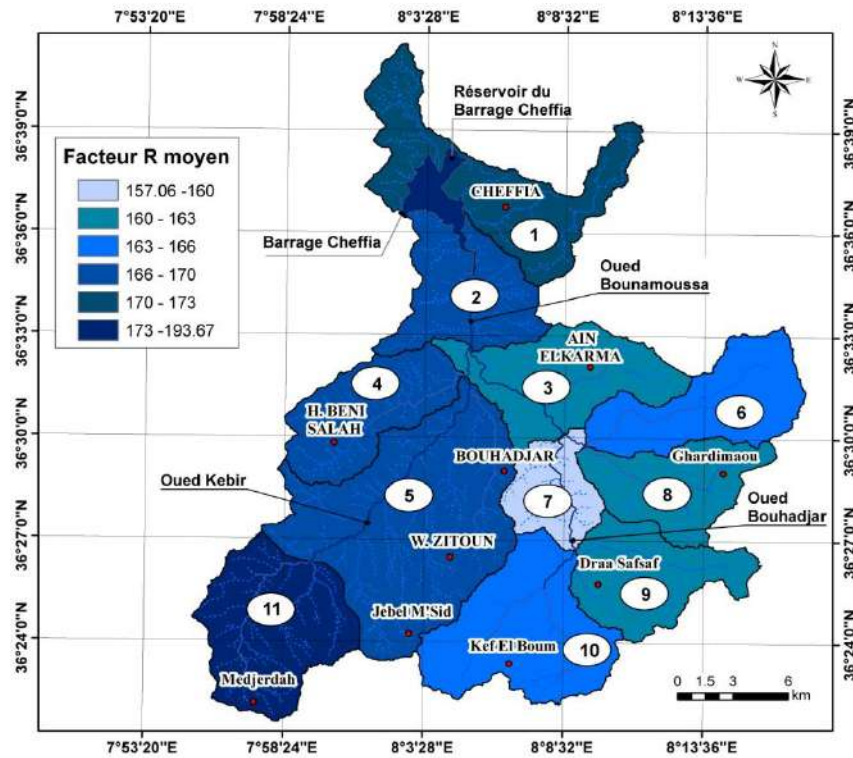 7°53'20"E
7°58'24"E
8°3'28"E
8°8'32"E
8°13'36"E
N
W
E
S
36°39'0"N
36°39'0"N
Réservoir du
Barrage Cheffia
Facteur R moyen
157.06 -160
160 - 163
163 - 166
166 - 170
170 - 173
173 -193.67
CHEFFIA
1
36°36'0"N
36°36'0"N
Barrage Cheffia
Oued
Bounamoussa
2
36°33'0"N
36°33'0"N
AIN
ELKARMA
4
3
6
H. BENI
SALAH
36°30'0"N
36°30'0"N
BOUHADJAR
Ghardimaou
Oued Kebir
5
7
8
Oued
Bouhadjar
36°27'0"N
36°27'0"N
W. ZITOUN
Draa Safsaf
9
11
Jebel M'Sid
36°24'0"N
36°24'0"N
Kef El Boum
10
Medjerdah
0 1.5 3 6
km
7°53'20"E
7°58'24"E
8°3'28"E
8°8'32"E
8°13'36"E